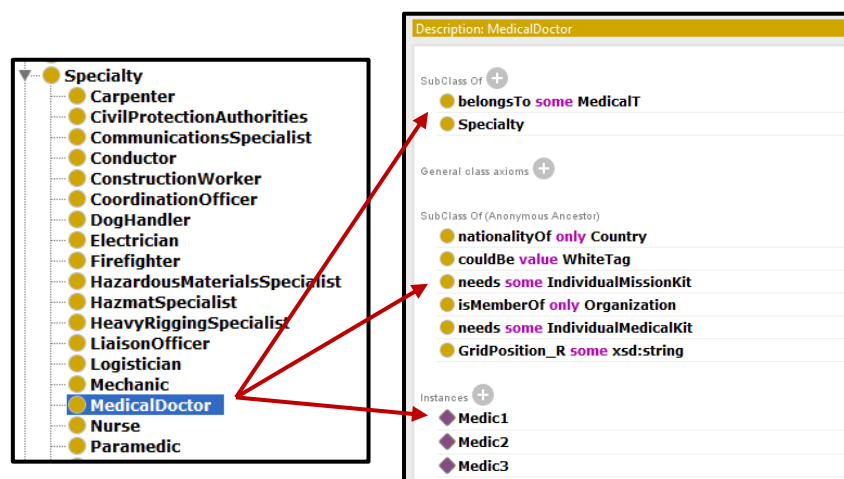 Specialty
Carpenter
CivilProtectionAuthorities
CommunicationsSpecialist
Conductor
ConstructionWorker
CoordinationOfficer
DogHandler
Electrician
Firefighter
HazardousMaterialsSpecialist
HazmatSpecialist
HeavyRiggingSpecialist
LiaisonOfficer
Logistician
Mechanic
MedicalDoctor
Nurse
Paramedic
Description: MedicalDoctor
SubClass Of
belongsTo some MedicalT
Specialty
General class axioms
SubClass Of (Anonymous Ancestor)
nationalityOf only Country
couldBe value WhiteTag
needs some IndividualMissionKit
isMemberOf only Organization
needs some IndividualMedicalKit
GridPosition_R some xsd:string
Instances
Medic1
Medic2
Medic3